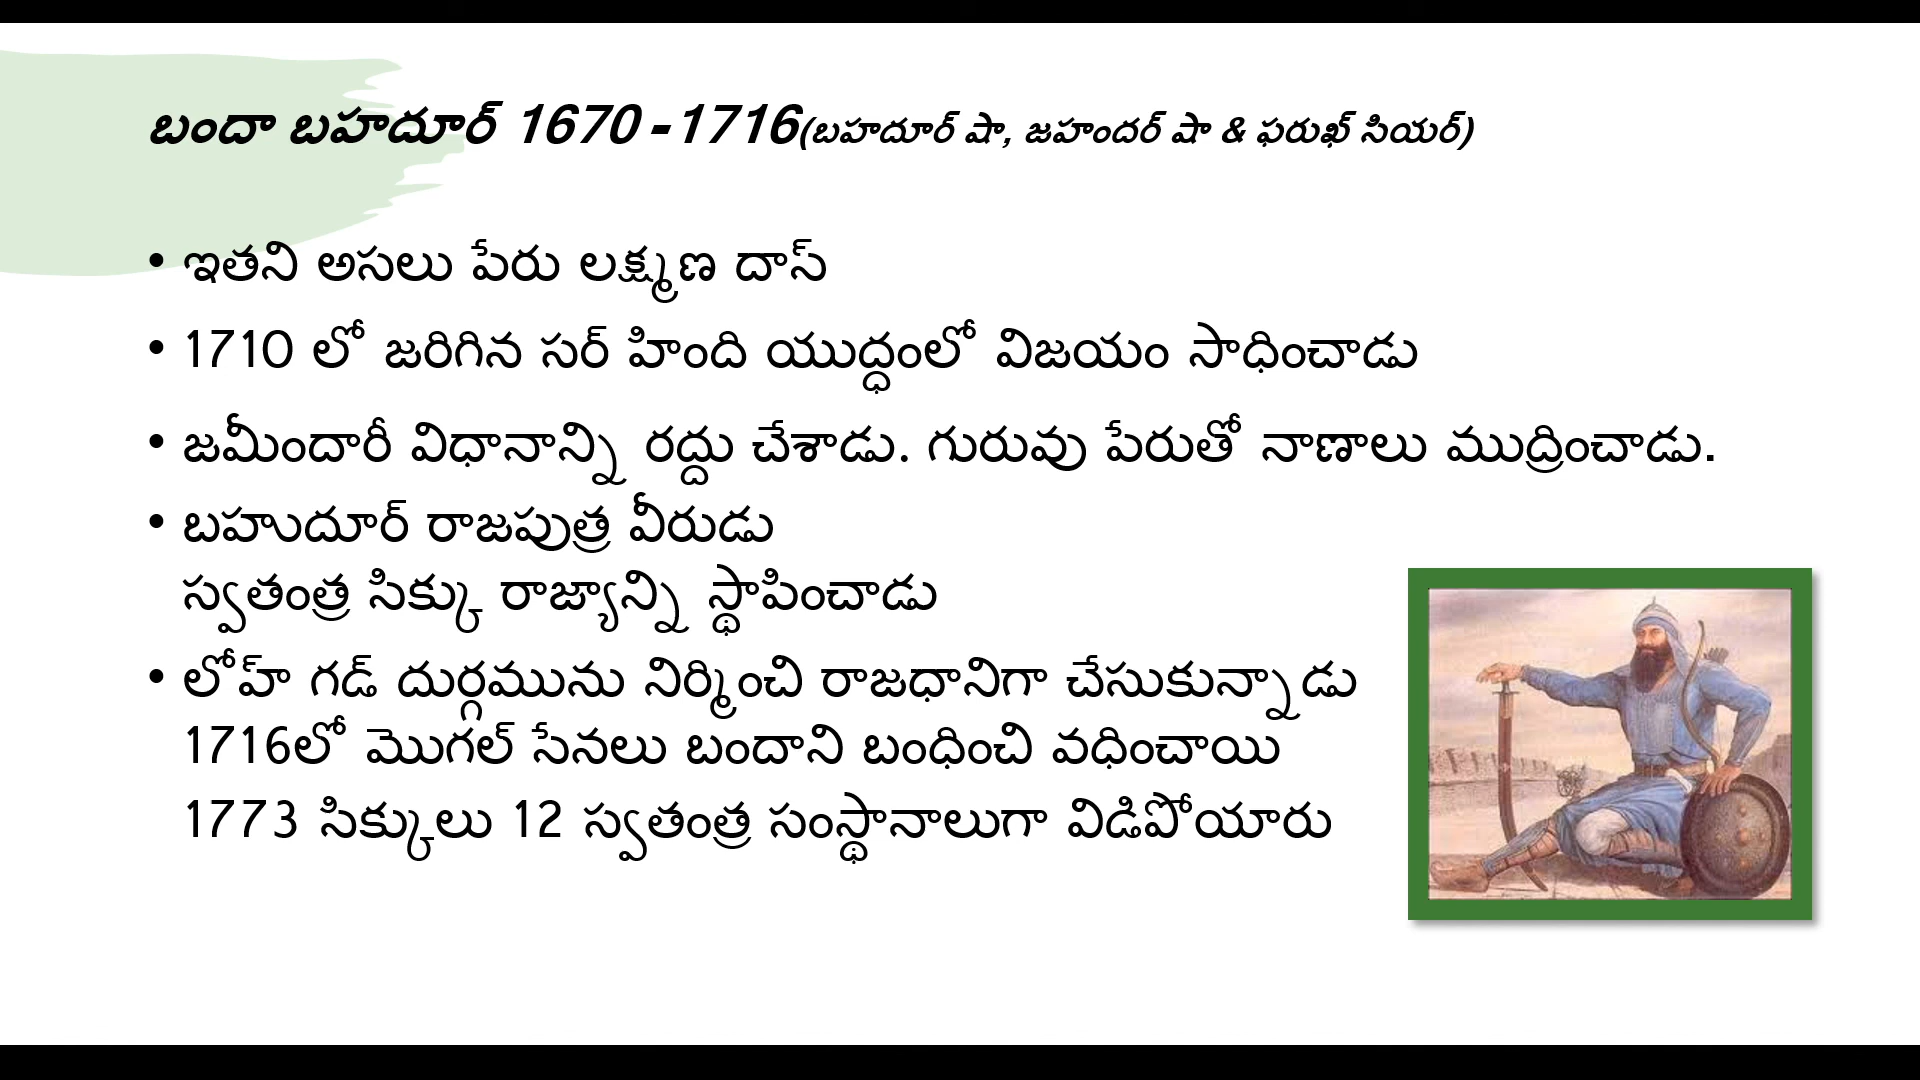 బందా బహదూర్ 1670 -1716(బహదూర్ షా, జహందర్ షా & ఫరుఖ్ సియర్)
• ఇతని అసలు పేరు లక్ష్మణ దాస్
• 1710 లో జరిగిన సర్ హింది యుద్ధంలో విజయం సాధించాడు
• జమీందారీ విధానాన్ని రద్దు చేశాడు. గురువు పేరుతో నాణాలు ముద్రించాడు.
• బహుదూర్ రాజపుత్ర వీరుడు
స్వతంత్ర సిక్కు రాజ్యాన్ని స్థాపించాడు
• లోహ్ గడ్ దుర్గమును నిర్మించి రాజధానిగా చేసుకున్నాడు
1716లో మొగల్ సేనలు బందాని బంధించి వధించాయి
1773 సిక్కులు 12 స్వతంత్ర సంస్థానాలుగా విడిపోయారు